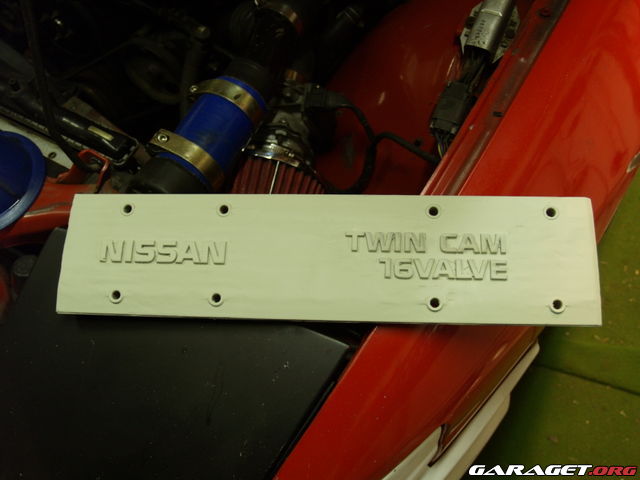 NISSAN
TWIN CAM
16VALVE
GARAGET.ORG